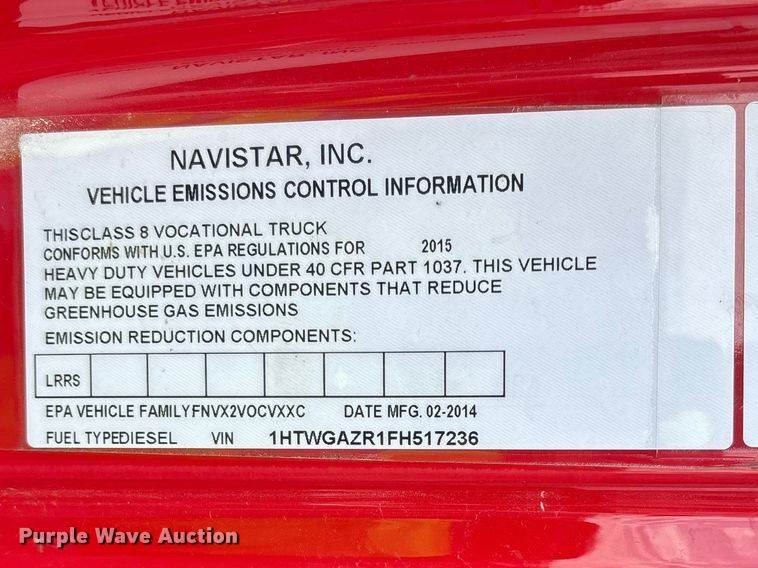 NAVISTAR, INC.
VEHICLE EMISSIONS CONTROL INFORMATION
THISCLASS 8 VOCATIONAL TRUCK
CONFORMS WITH U.S. EPA REGULATIONS FOR 2015
HEAVY DUTY VEHICLES UNDER 40 CFR PART 1037. THIS VEHICLE
MAY BE EQUIPPED WITH COMPONENTS THAT REDUCE
GREENHOUSE GAS EMISSIONS
EMISSION REDUCTION COMPONENTS:
LRRS
EPA VEHICLE FAMILYFNVX2VOCVXXC DATE MFG. 02-2014
FUEL TYPEDIESEL VIN 1HTWGAZR1FH517236
Purple Wave Auction